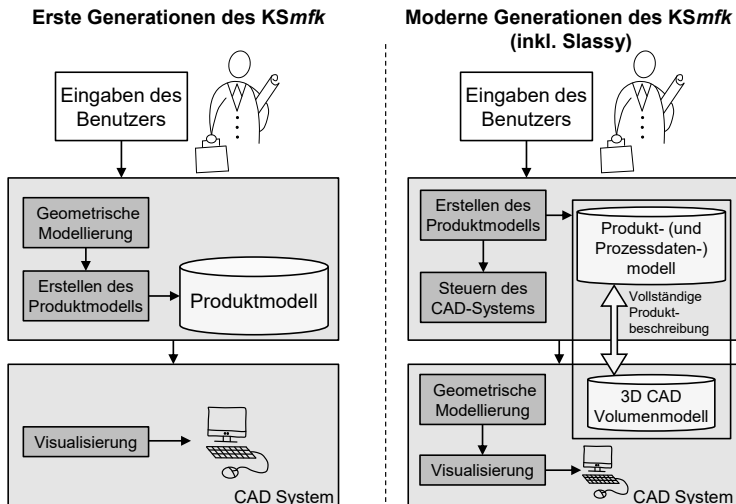 Erste Generationen des KSmfk
Eingaben des
Benutzers
Geometrische
Modellierung
Erstellen des
Produktmodells
Produktmodell
Visualisierung
CAD System
Moderne Generationen des KSmfk
(inkl. Slassy)
Eingaben des
Benutzers
Erstellen des
Produktmodells
Produkt- (und
Prozessdaten-)
modell
Steuern des
CAD-Systems
Vollständige
Produkt-
beschreibung
Geometrische
Modellierung
3D CAD
Volumenmodell
Visualisierung
CAD System